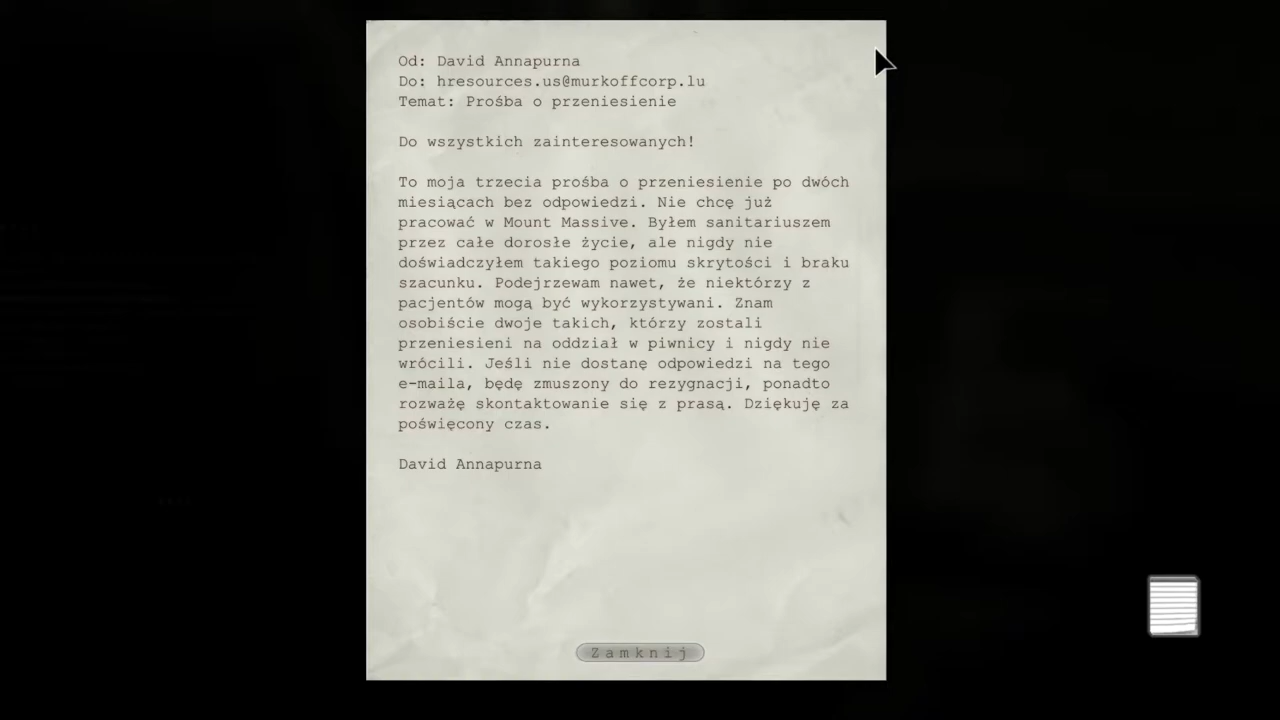 Od: David Annapurna
Do: hresources.us@murkoffcorp.lu
Temat: Prośba o przeniesienie
Do wszystkich zainteresowanych!
To moja trzecia prośba o przeniesienie po dwóch
miesiącach bez odpowiedzi. Nie chcę już
pracować w Mount Massive. Byłem sanitariuszem
przez całe dorosłe życie, ale nigdy nie
doświadczyłem takiego poziomu skrytości i braku
szacunku. Podejrzewam nawet, że niektórzy z
pacjentów mogą być wykorzystywani. Znam
osobiście dwoje takich, którzy zostali
przeniesieni na oddział w piwnicy i nigdy nie
wrócili. Jeśli nie dostanę odpowiedzi na tego
e-maila, będę zmuszony do rezygnacji, ponadto
rozważę skontaktowanie się z prasą. Dziękuję za
poświęcony czas.
David Annapurna
Zamknij